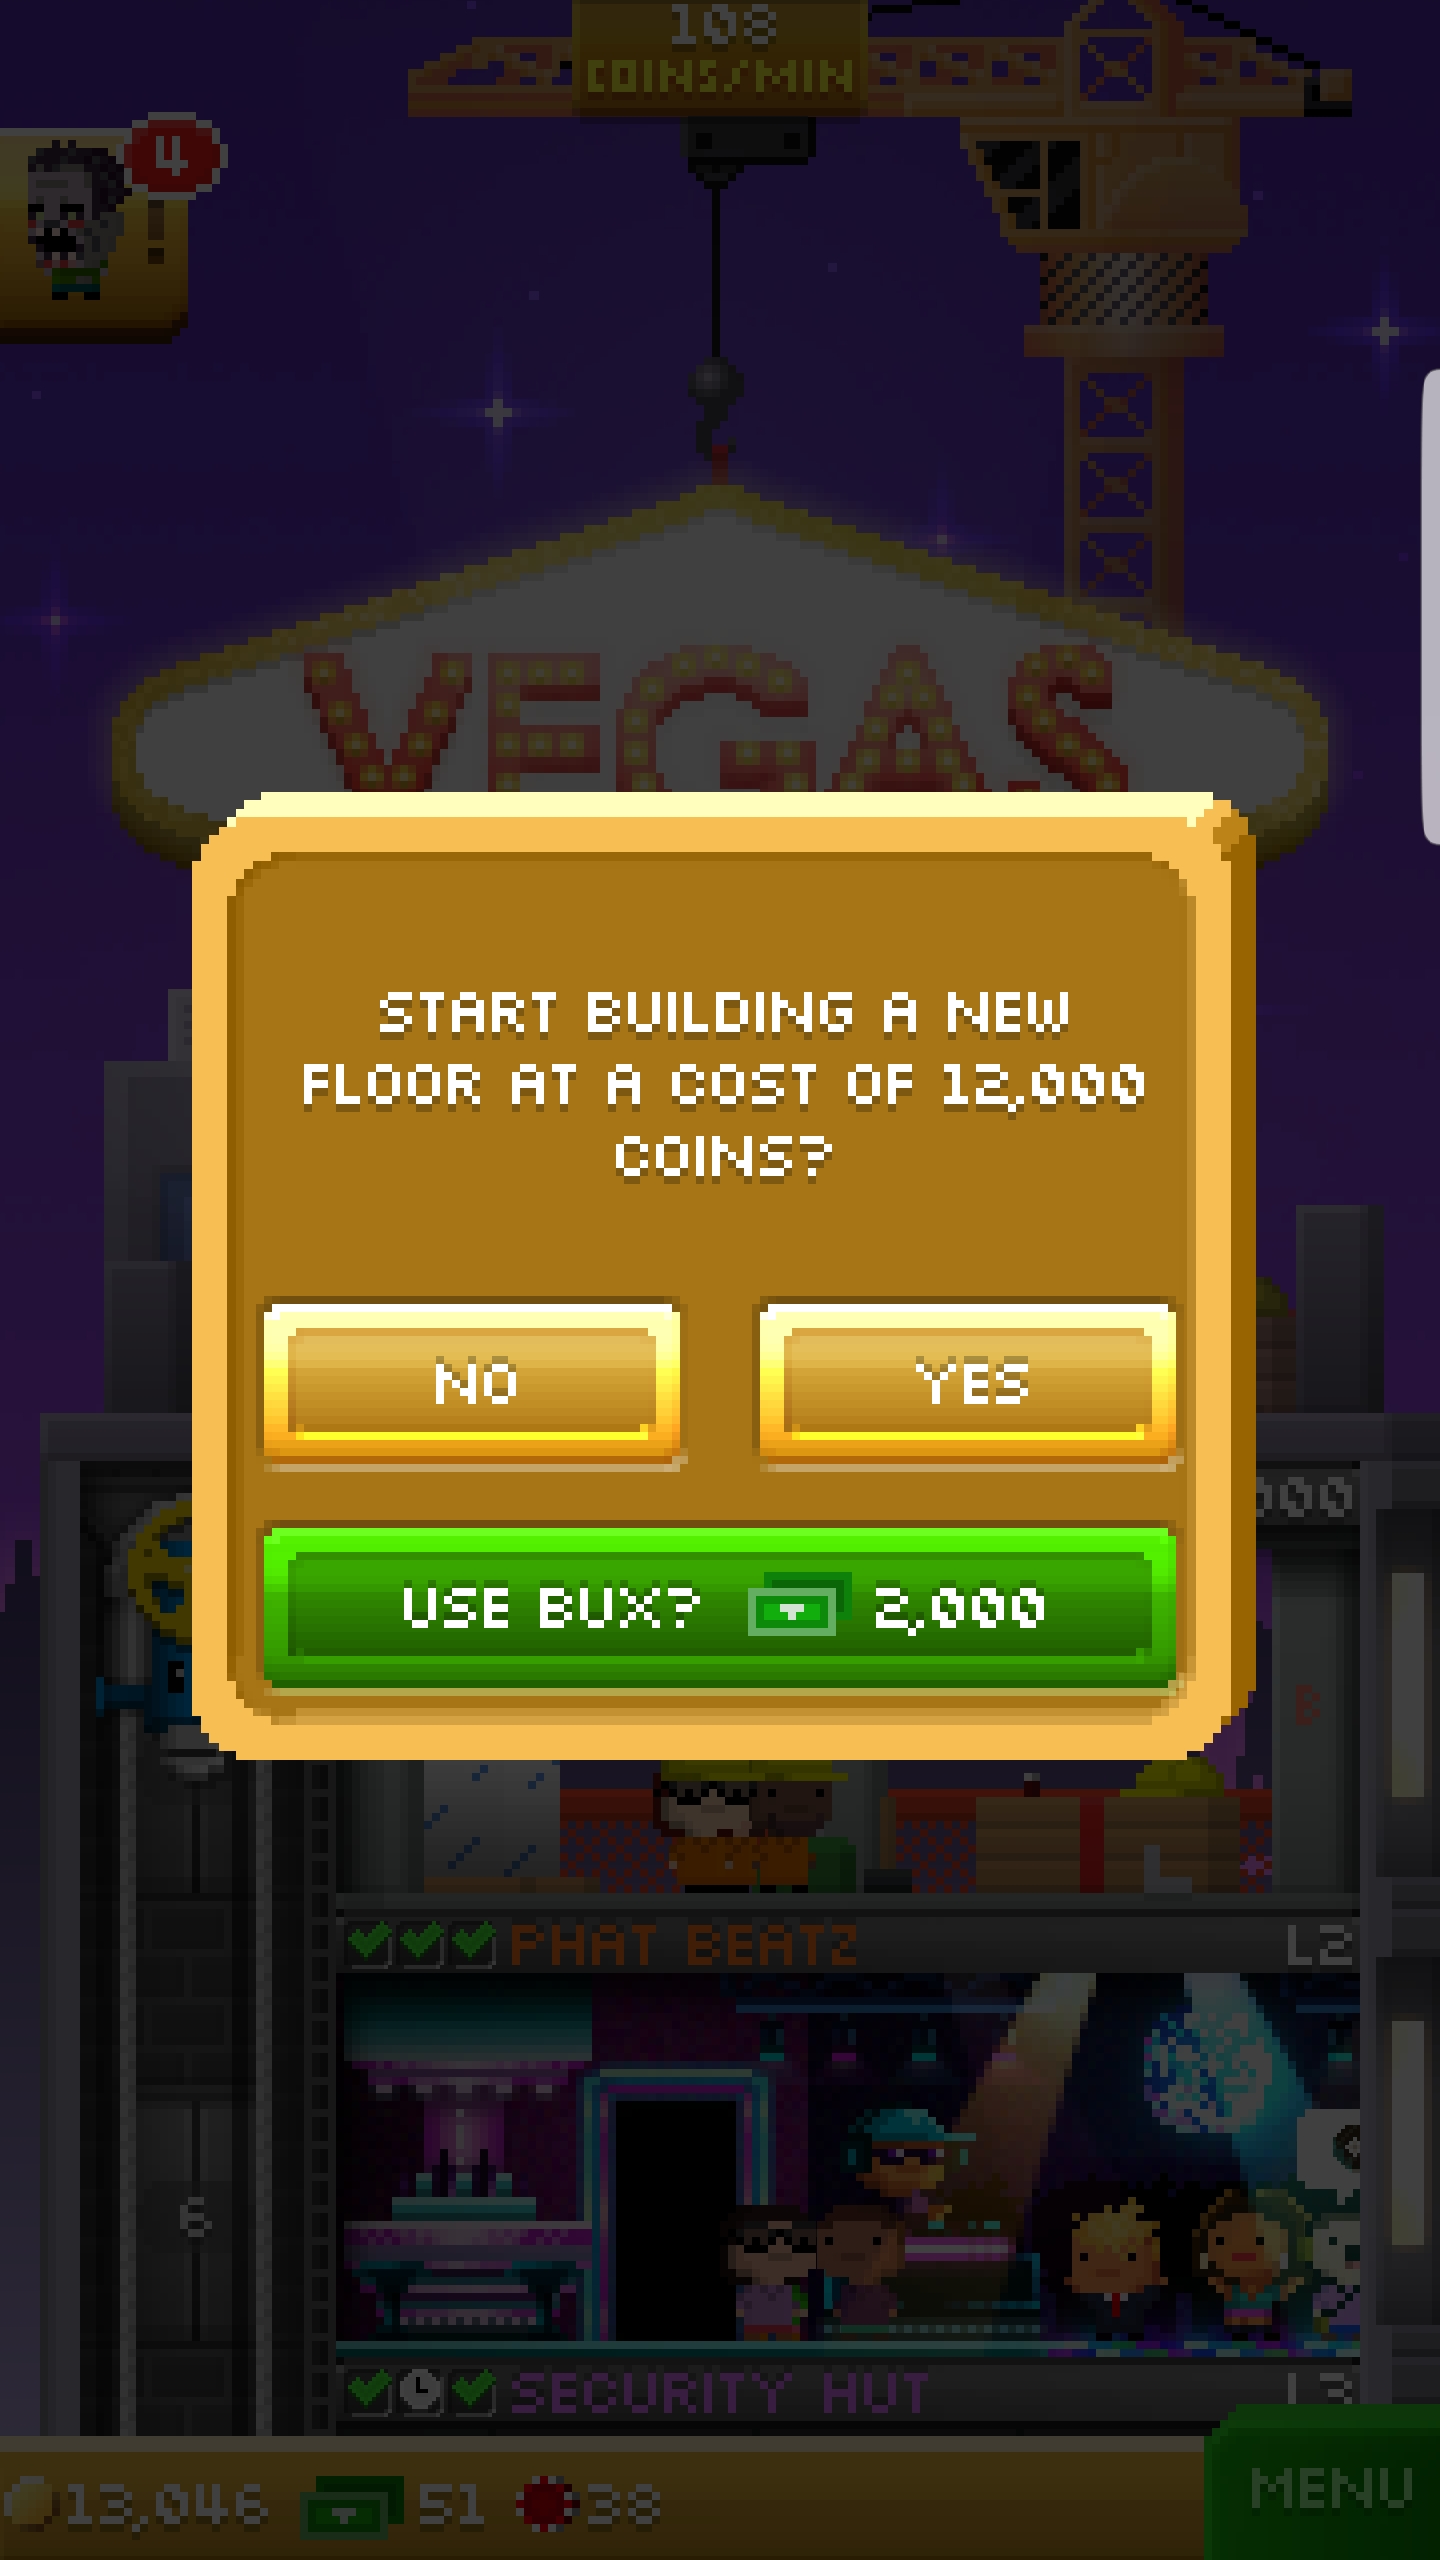 108
COINS/MIN
4
!
VEGAS
START BUILDING A NEW
FLOOR AT A COST OF 12,000
COINS?
NO
YES
USE BUX? 2,000
000
B
PHAT BEATZ L2
6
SECURITY HUT L3
13,046 51 38
MENU